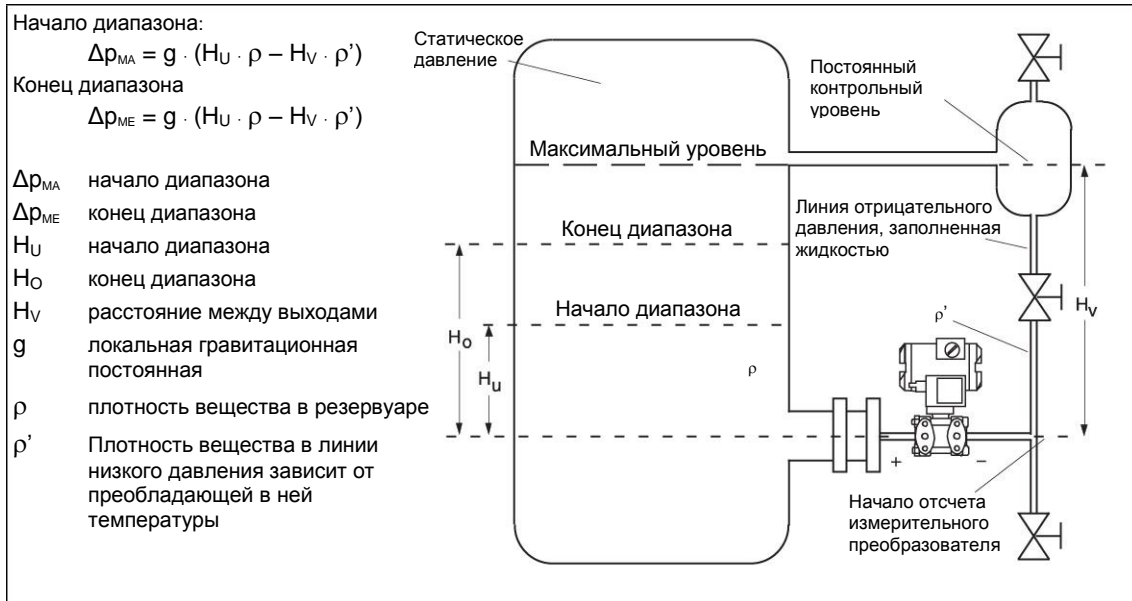 Начало диапазона:
Δp_MA = g · (H_U · ρ – H_V · ρ’)
Конец диапазона
Δp_ME = g · (H_U · ρ – H_V · ρ’)
Δp_MA начало диапазона
Δp_ME конец диапазона
H_U начало диапазона
H_O конец диапазона
H_V расстояние между выходами
g локальная гравитационная
постоянная
ρ плотность вещества в резервуаре
ρ’ Плотность вещества в линии
низкого давления зависит от
преобладающей в ней
температуры
Статическое
давление
Постоянный
контрольный
уровень
Максимальный уровень
Линия отрицательного
давления, заполненная
жидкостью
Конец диапазона
Начало диапазона
H_o
H_u
H_v
ρ’
ρ
+
–
Начало отсчета
измерительного
преобразователя